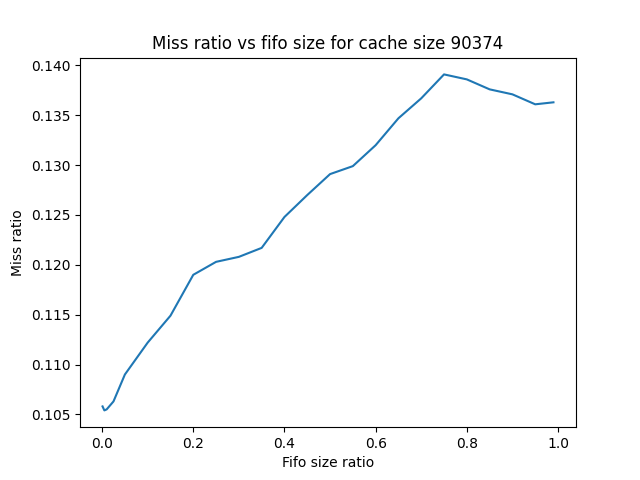 Miss ratio vs fifo size for cache size 90374
0.140
0.135
0.130
0.125
0.120
0.115
0.110
0.105
Miss ratio
0.0 0.2 0.4 0.6 0.8 1.0
Fifo size ratio